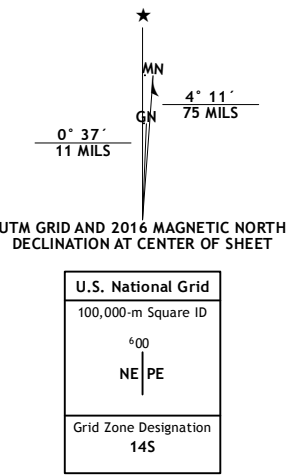 ★
MN
4° 11´
75 MILS
GN
0° 37´
11 MILS
UTM GRID AND 2016 MAGNETIC NORTH
DECLINATION AT CENTER OF SHEET
U.S. National Grid
100,000-m Square ID
⁶00
NE PE
Grid Zone Designation
14S